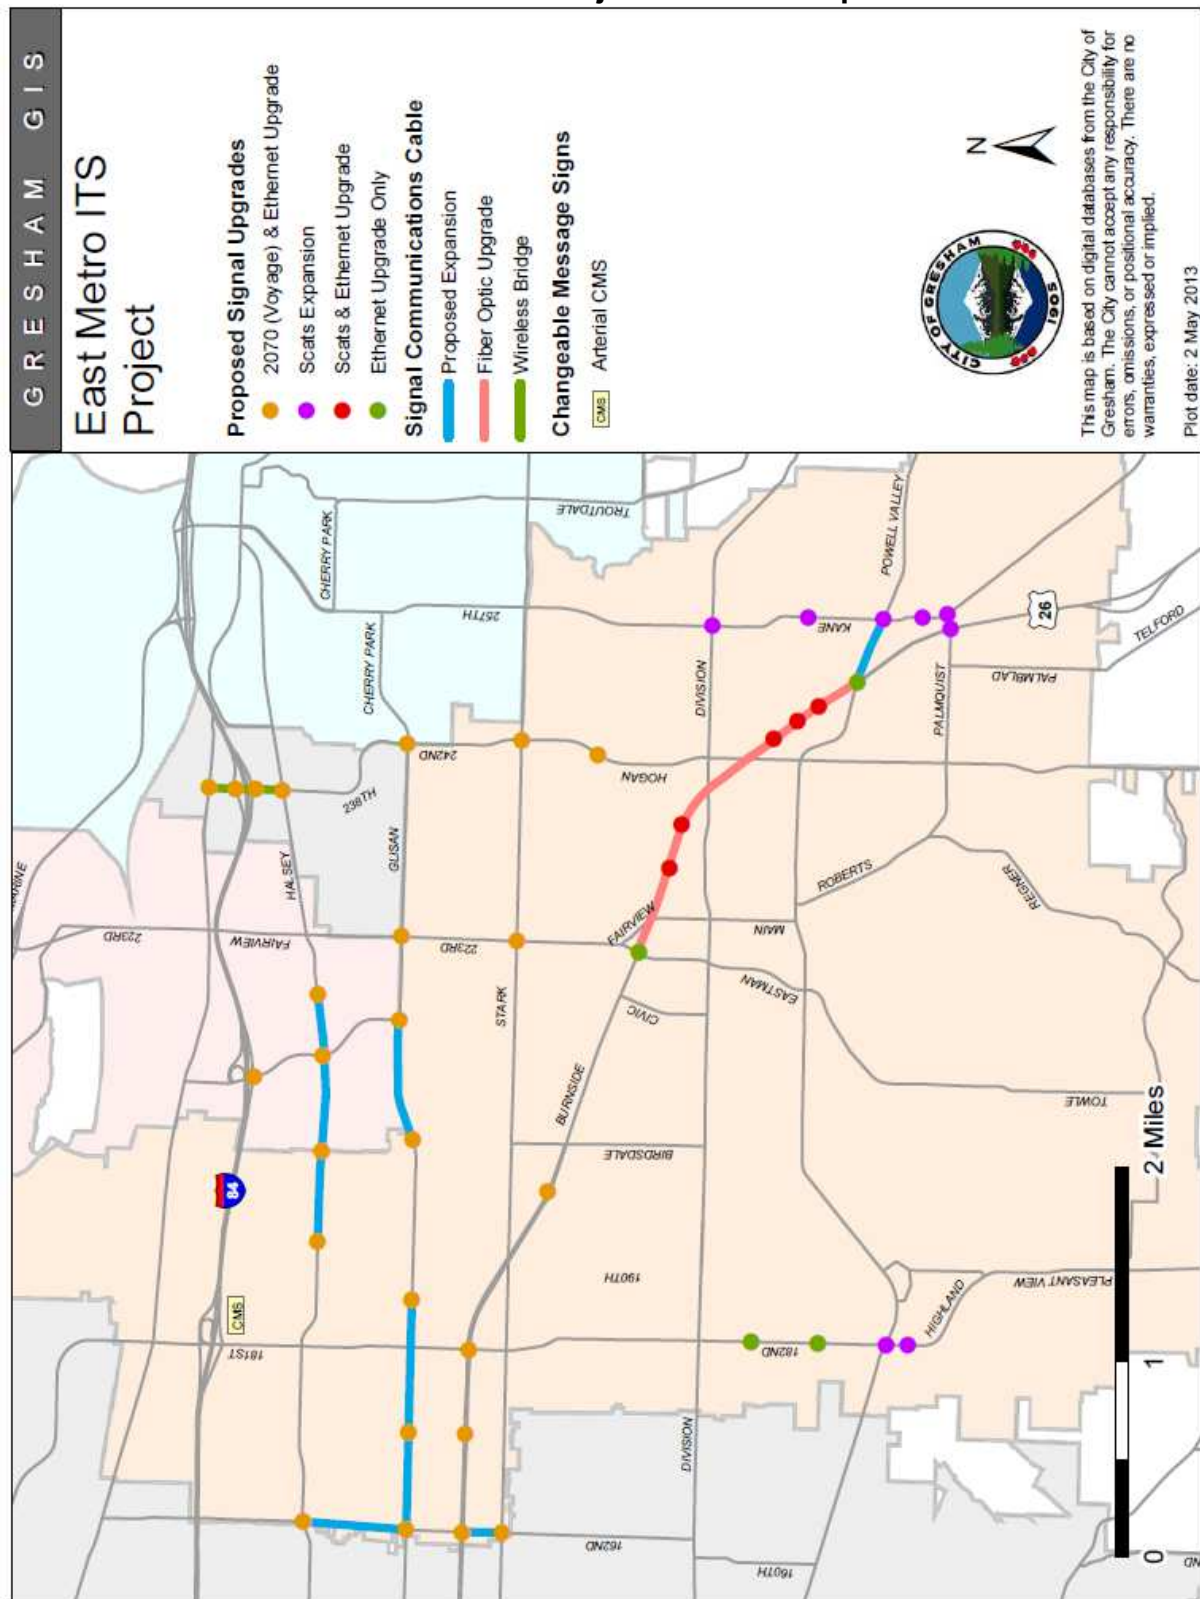 GRESHAM GIS
East Metro ITS
Project
Proposed Signal Upgrades
2070 (Voyage) & Ethernet Upgrade
Scats Expansion
Scats & Ethernet Upgrade
Ethernet Upgrade Only
Signal Communications Cable
Proposed Expansion
Fiber Optic Upgrade
Wireless Bridge
Changeable Message Signs
CMS Arterial CMS
CITY OF GRESHAM
1905
N
This map is based on digital databases from the City of
Gresham. The City cannot accept any responsibility for
errors, omissions, or positional accuracy. There are no
warranties, expressed or implied.
Plot date: 2 May 2013
223RD
FAIRVIEW
HALSEY
238TH
CHERRY PARK
CHERRY PARK
257TH
TROUTDALE
84
CMS
181ST
GLISAN
242ND
223RD
STARK
HOGAN
DIVISION
KANE
POWELL VALLEY
FAIRVIEW
CIVIC
BURNSIDE
MAIN
EASTMAN
ROBERTS
REGNER
PALMQUIST
PALMBLAD
26
TELFORD
BIRDSDALE
190TH
TOWLE
182ND
HIGHLAND
PLEASANT VIEW
DIVISION
162ND
160TH
0 1 2 Miles